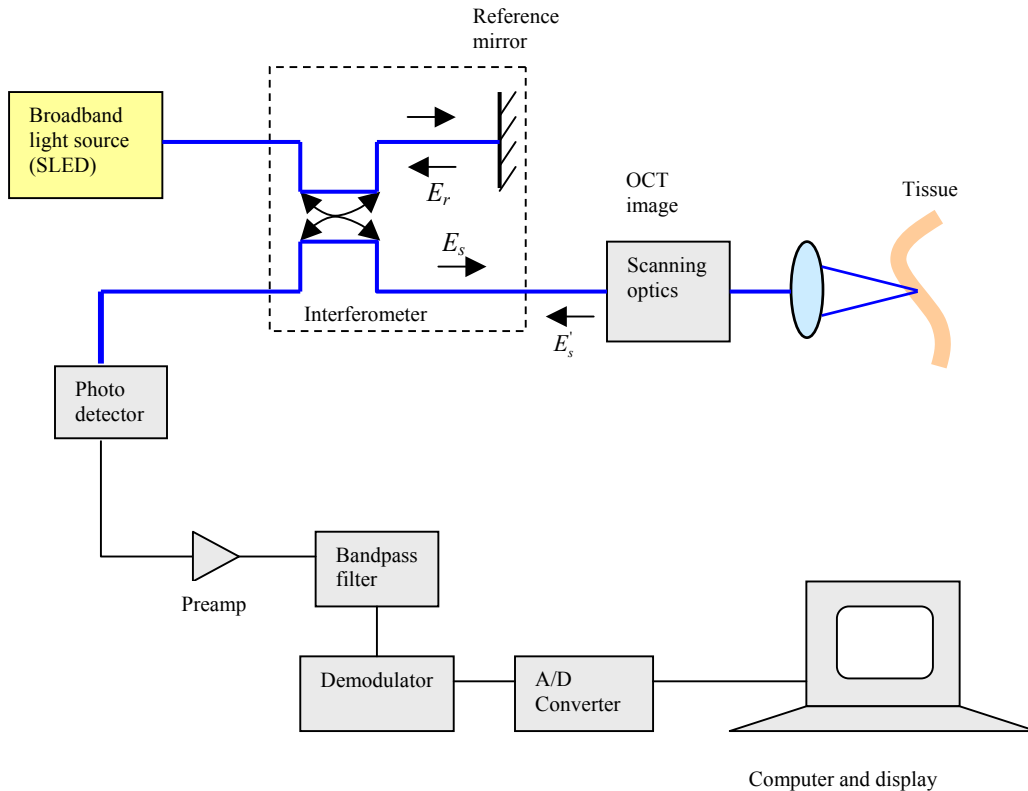 Reference
mirror
Broadband
light source
(SLED)
E_r
OCT
image
Tissue
E_s
Scanning
optics
Interferometer
E_s'
Photo
detector
Bandpass
filter
Preamp
Demodulator
A/D
Converter
Computer and display